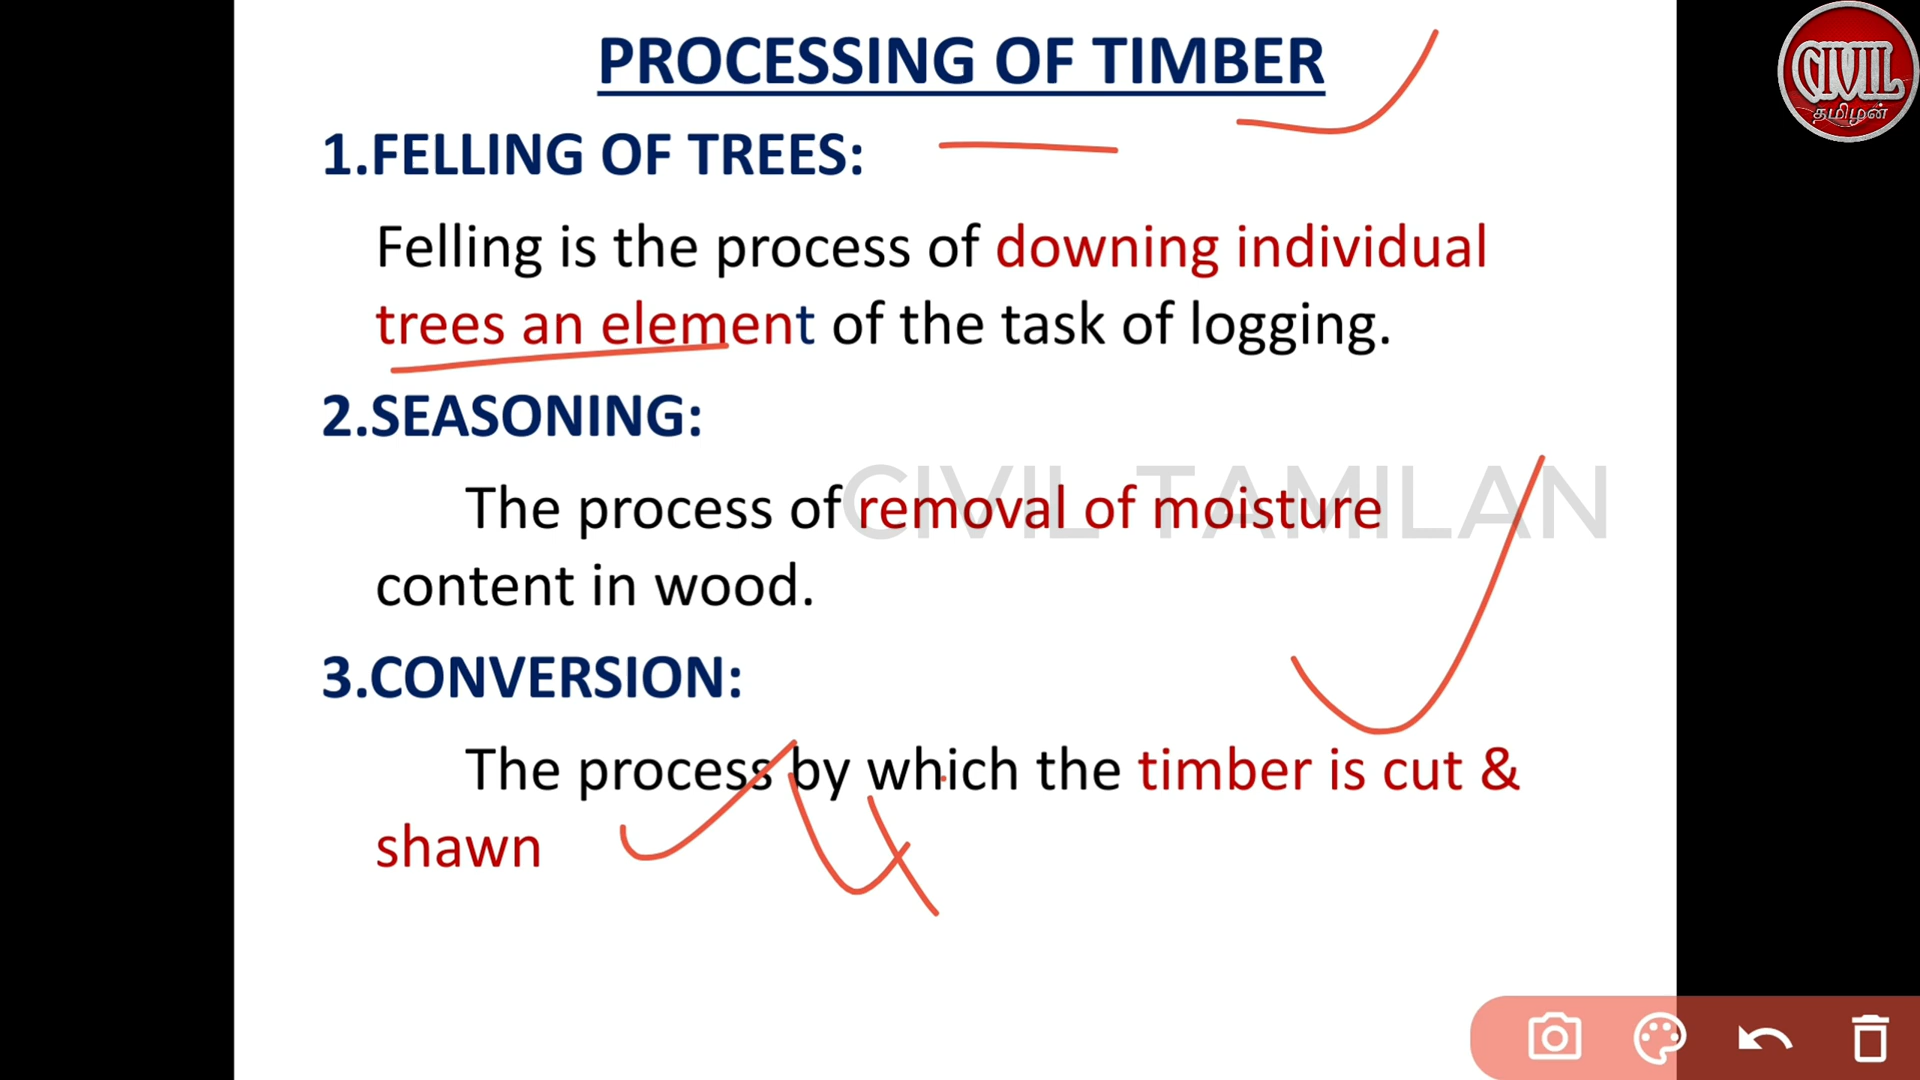 PROCESSING OF TIMBER
CIVIL
தமிழன்
1.FELLING OF TREES:
Felling is the process of downing individual
trees an element of the task of logging.
2.SEASONING:
CIVIL TAMILAN
The process of removal of moisture
content in wood.
3.CONVERSION:
The process by which the timber is cut &
shawn